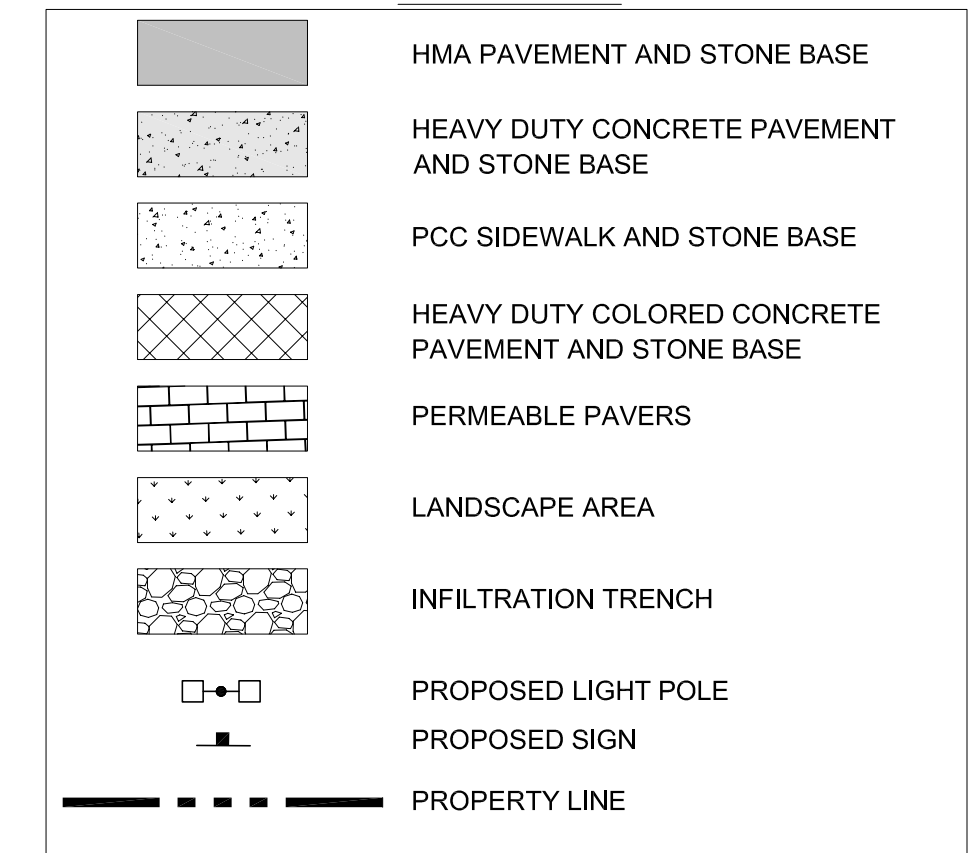 HMA PAVEMENT AND STONE BASE
HEAVY DUTY CONCRETE PAVEMENT
AND STONE BASE
PCC SIDEWALK AND STONE BASE
HEAVY DUTY COLORED CONCRETE
PAVEMENT AND STONE BASE
PERMEABLE PAVERS
LANDSCAPE AREA
INFILTRATION TRENCH
PROPOSED LIGHT POLE
PROPOSED SIGN
PROPERTY LINE